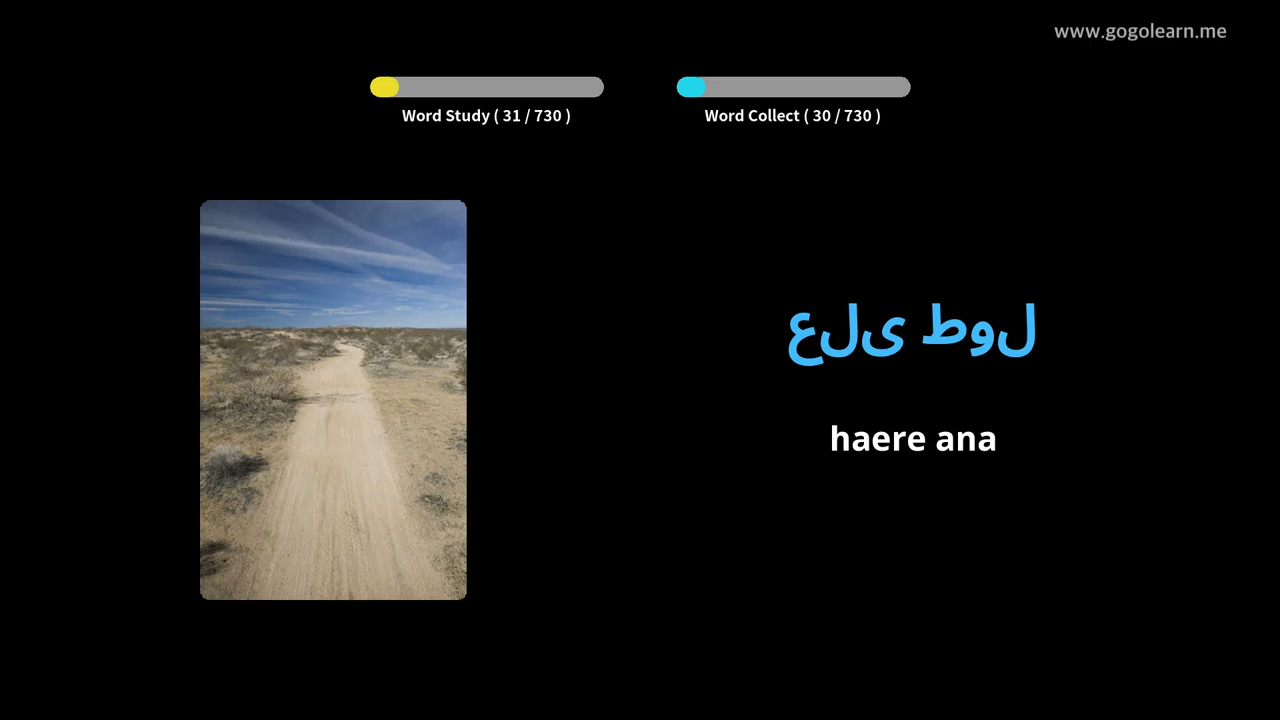 www.gogolearn.me
Word Study ( 31 / 730 )
Word Collect ( 30 / 730 )
على طول
haere ana